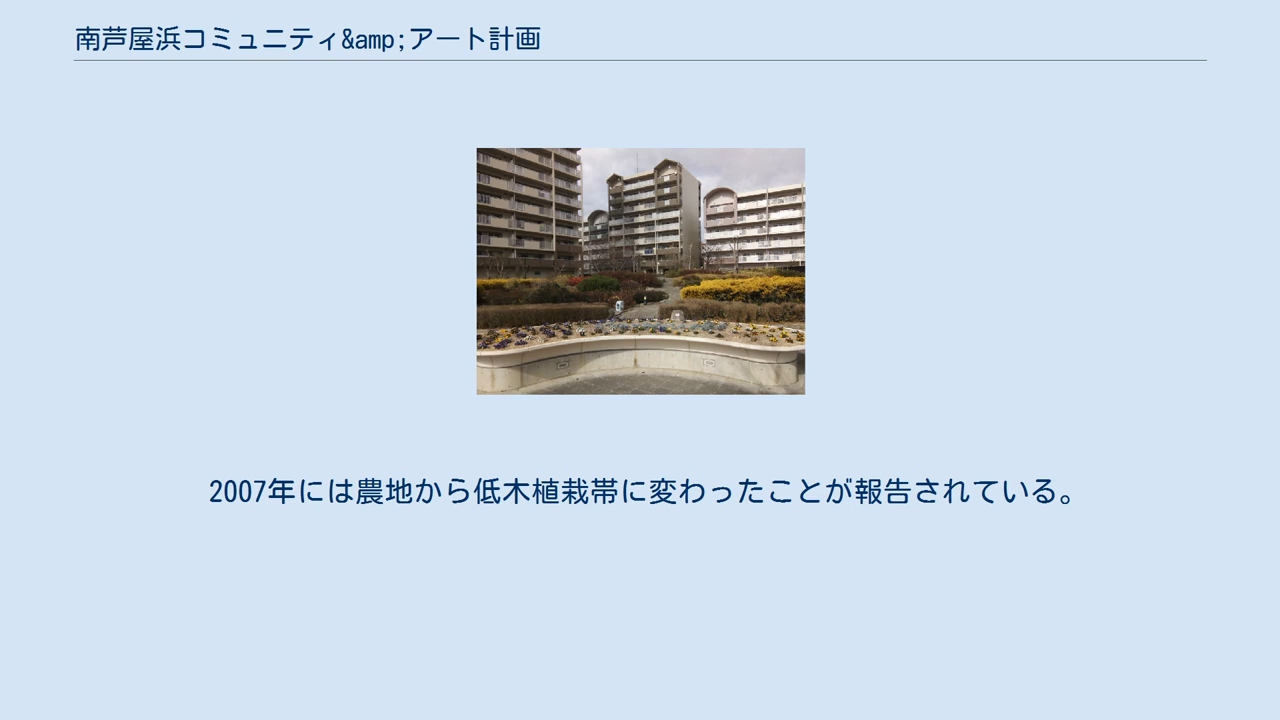 南芦屋浜コミュニティ&amp;アート計画
2007年には農地から低木植栽帯に変わったことが報告されている。